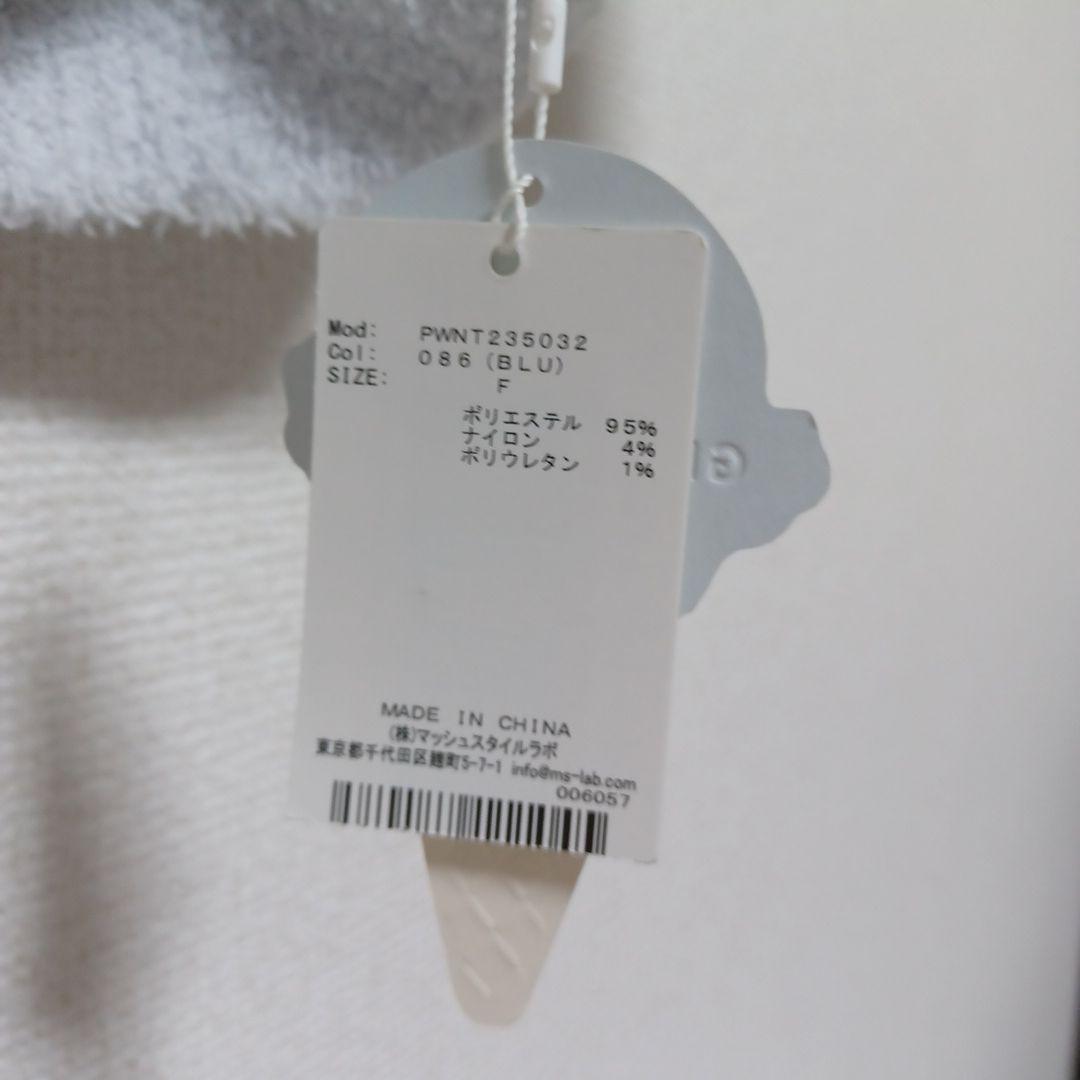 Mod: PWNT235032
Col: 086(BLU)
SIZE: F
ポリエステル 95%
ナイロン 4%
ポリウレタン 1%
MADE IN CHINA
(株)マッシュスタイルラボ
東京都千代田区麹町5-7-1 info@ms-lab.com
006057